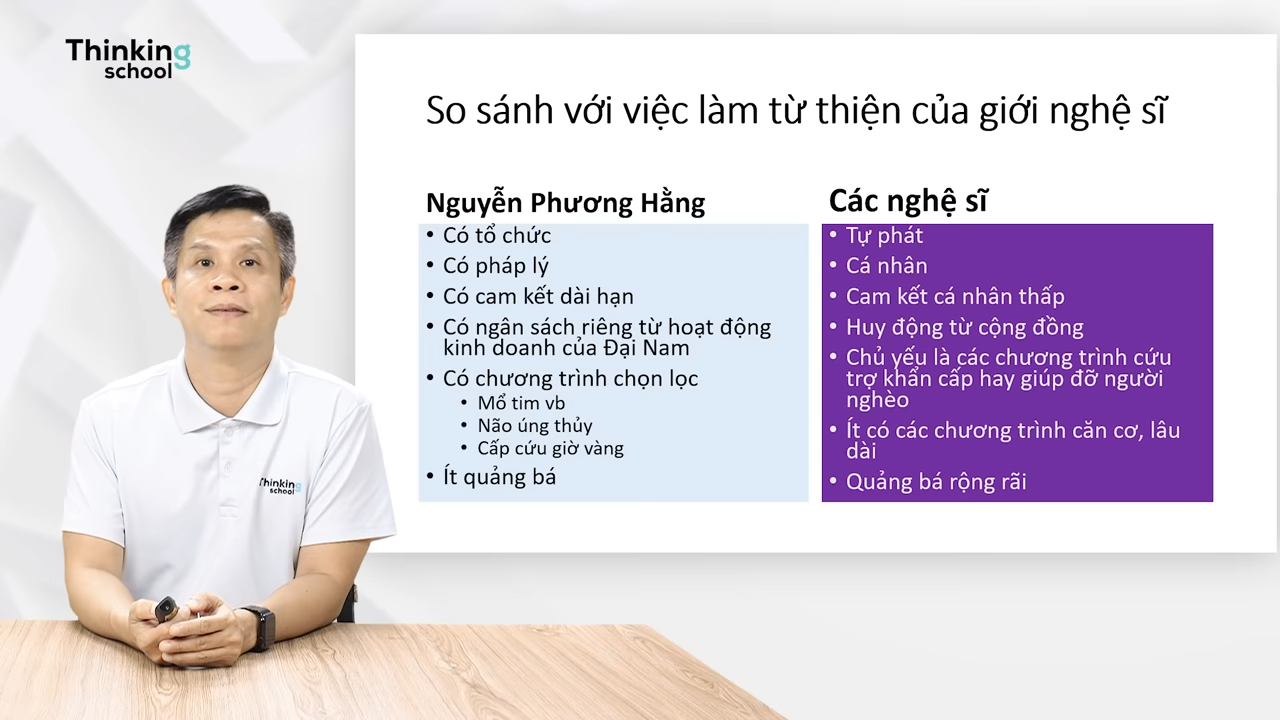 Thinking
school
So sánh với việc làm từ thiện của giới nghệ sĩ
Nguyễn Phương Hằng
• Có tổ chức
• Có pháp lý
• Có cam kết dài hạn
• Có ngân sách riêng từ hoạt động
kinh doanh của Đại Nam
• Có chương trình chọn lọc
• Mổ tim vb
• Não úng thủy
• Cấp cứu giờ vàng
• Ít quảng bá
Các nghệ sĩ
• Tự phát
• Cá nhân
• Cam kết cá nhân thấp
• Huy động từ cộng đồng
• Chủ yếu là các chương trình cứu
trợ khẩn cấp hay giúp đỡ người
nghèo
• Ít có các chương trình căn cơ, lâu
dài
• Quảng bá rộng rãi
Thinking
school